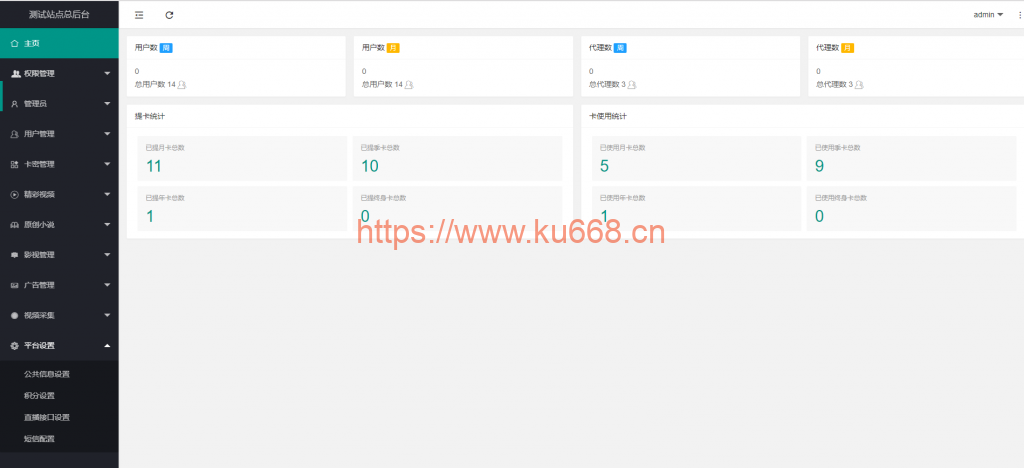 测试站点总后台
admin
主页
权限管理
管理员
用户管理
卡密管理
精彩视频
原创小说
影视管理
广告管理
视频采集
平台设置
公共信息设置
积分设置
直播接口设置
短信配置
用户数 周
0
总用户数 14
用户数 月
0
总用户数 14
代理数 周
0
总代理数 3
代理数 月
0
总代理数 3
提卡统计
已提月卡总数
11
已提季卡总数
10
已提年卡总数
1
已提终身卡总数
0
卡使用统计
已使用月卡总数
5
已使用季卡总数
9
已使用年卡总数
1
已使用终身卡总数
0
https://www.ku668.cn